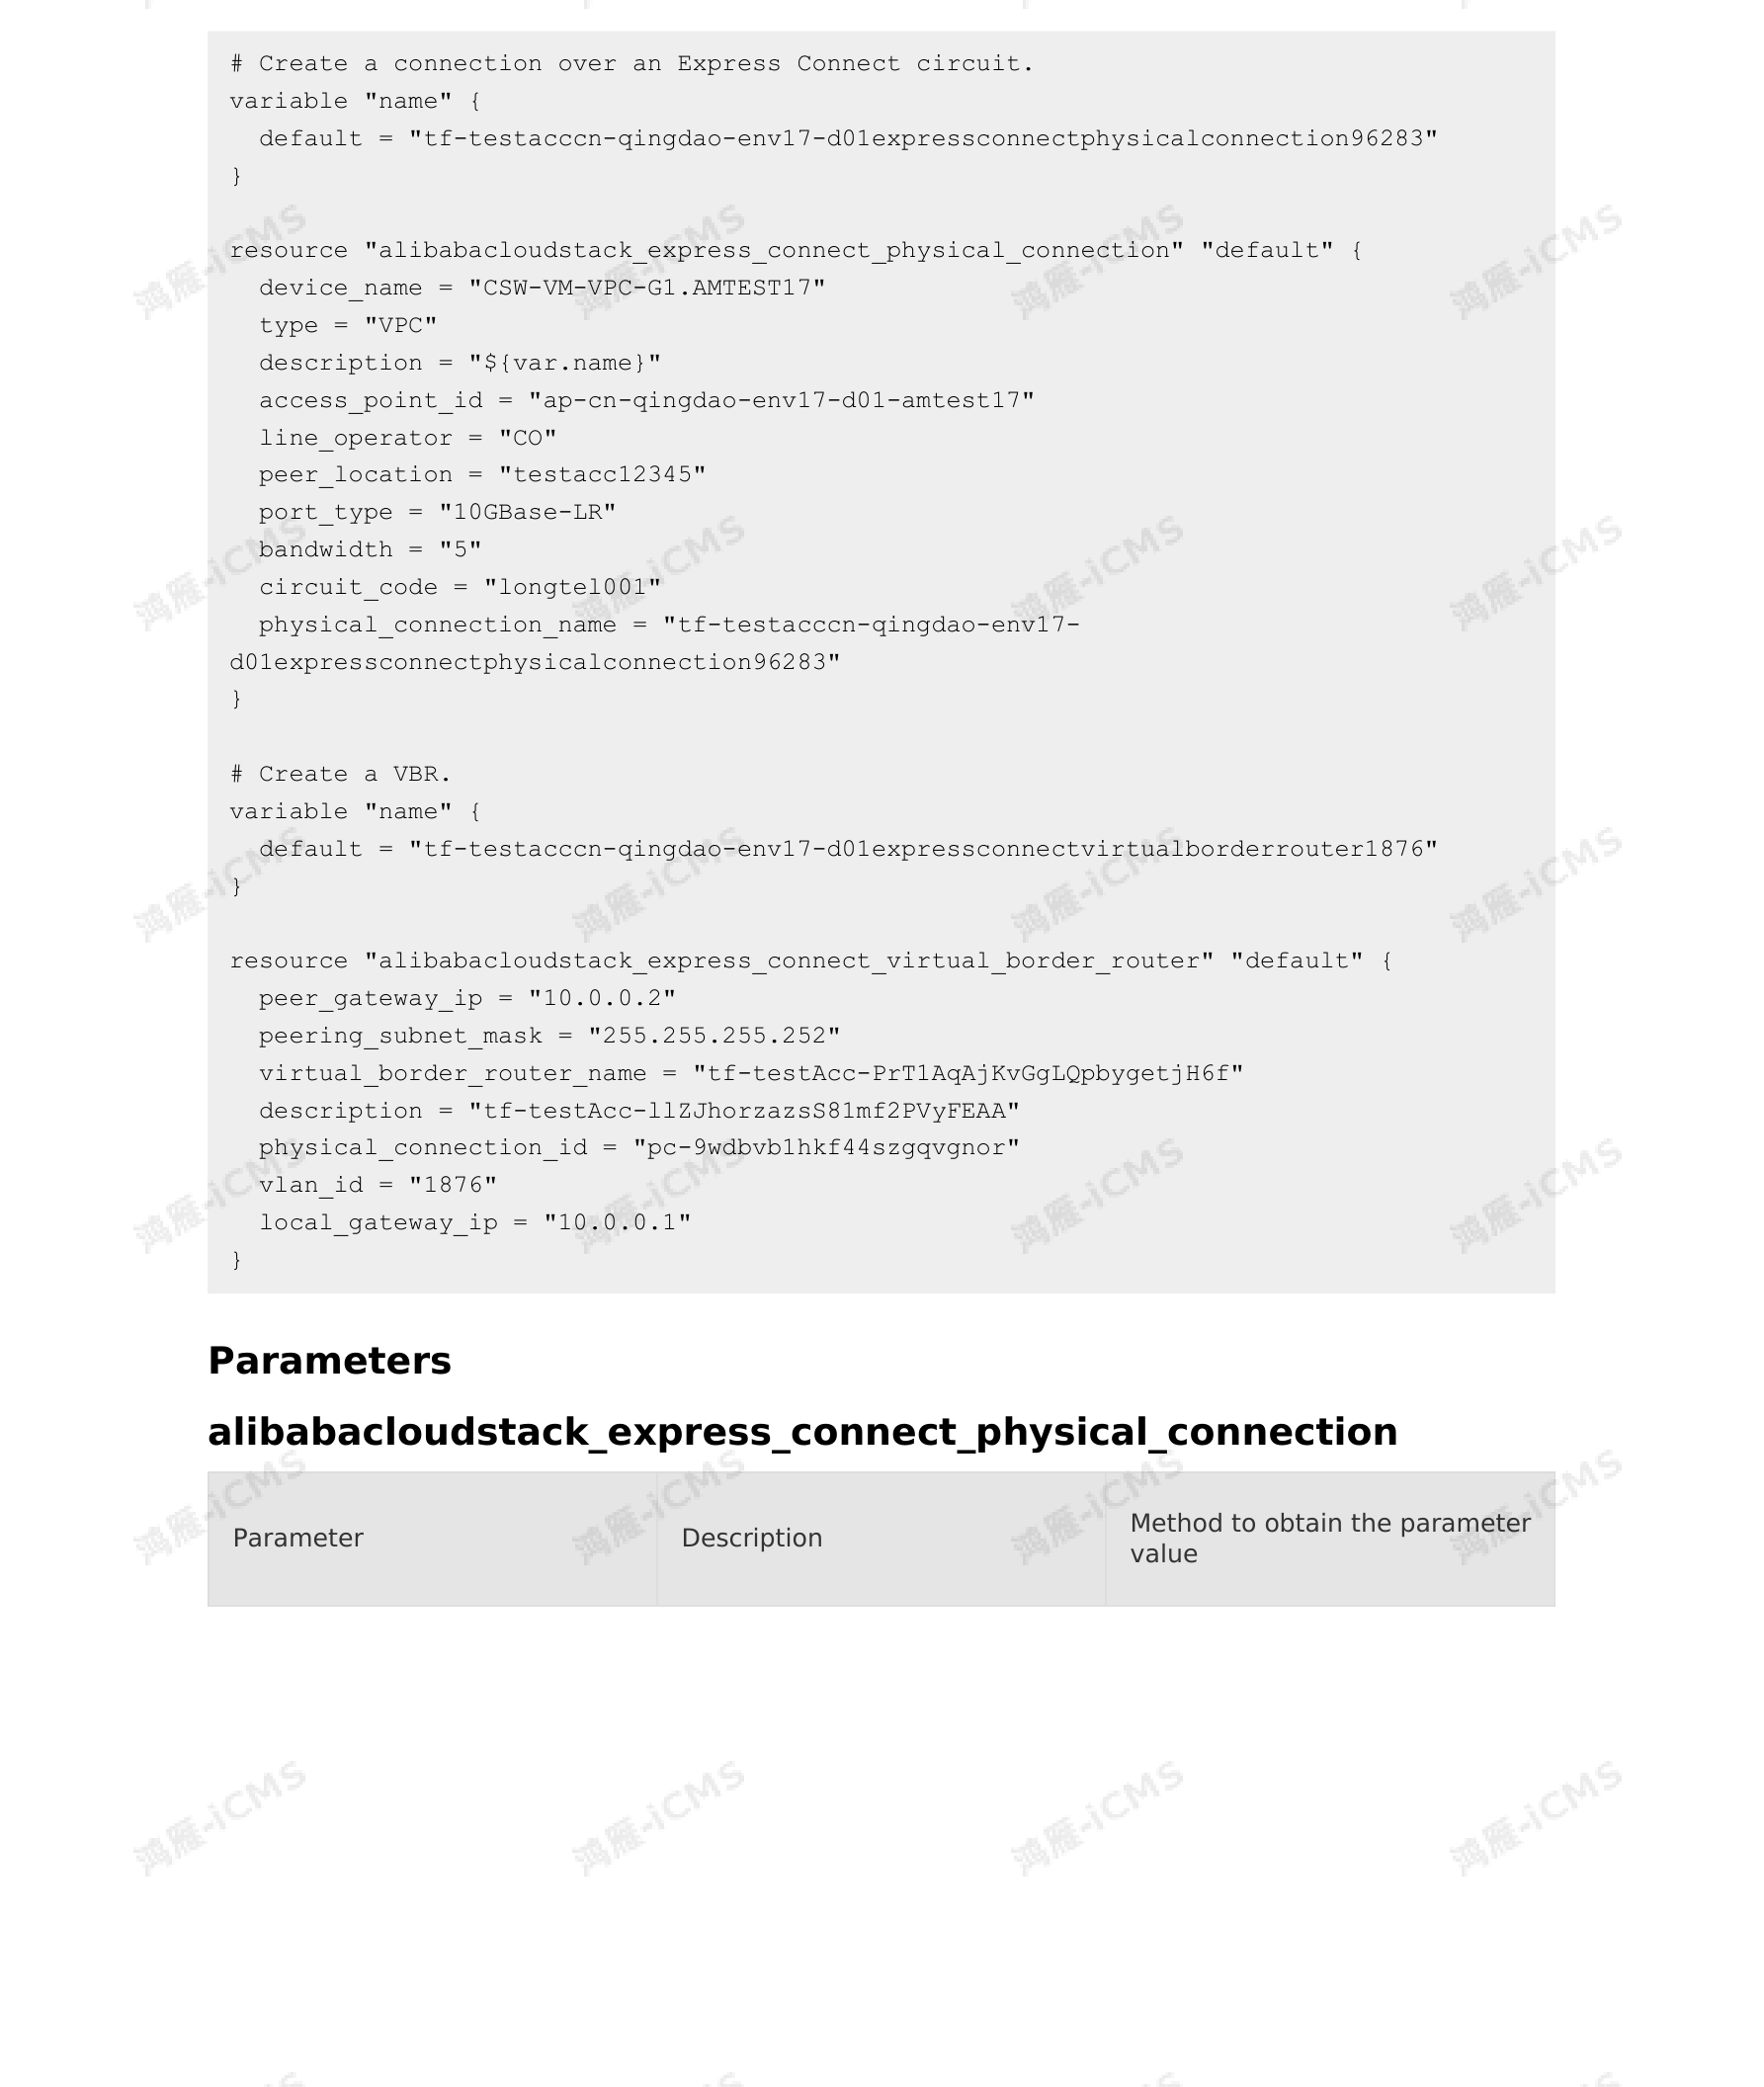 # Create a connection over an Express Connect circuit.
variable "name" {
  default = "tf-testacccn-qingdao-env17-d01expressconnectphysicalconnection96283"
}

resource "alibabacloudstack_express_connect_physical_connection" "default" {
  device_name = "CSW-VM-VPC-G1.AMTEST17"
  type = "VPC"
  description = "${var.name}"
  access_point_id = "ap-cn-qingdao-env17-d01-amtest17"
  line_operator = "CO"
  peer_location = "testacc12345"
  port_type = "10GBase-LR"
  bandwidth = "5"
  circuit_code = "longtel001"
  physical_connection_name = "tf-testacccn-qingdao-env17-
d01expressconnectphysicalconnection96283"
}

# Create a VBR.
variable "name" {
  default = "tf-testacccn-qingdao-env17-d01expressconnectvirtualborderrouter1876"
}

resource "alibabacloudstack_express_connect_virtual_border_router" "default" {
  peer_gateway_ip = "10.0.0.2"
  peering_subnet_mask = "255.255.255.252"
  virtual_border_router_name = "tf-testAcc-PrT1AqAjKvGgLQpbygetjH6f"
  description = "tf-testAcc-llZJhorzazsS81mf2PVyFEAA"
  physical_connection_id = "pc-9wdbvb1hkf44szgqvgnor"
  vlan_id = "1876"
  local_gateway_ip = "10.0.0.1"
}

Parameters
alibabacloudstack_express_connect_physical_connection
Parameter
Description
Method to obtain the parameter
value
鸿雁-iCMS